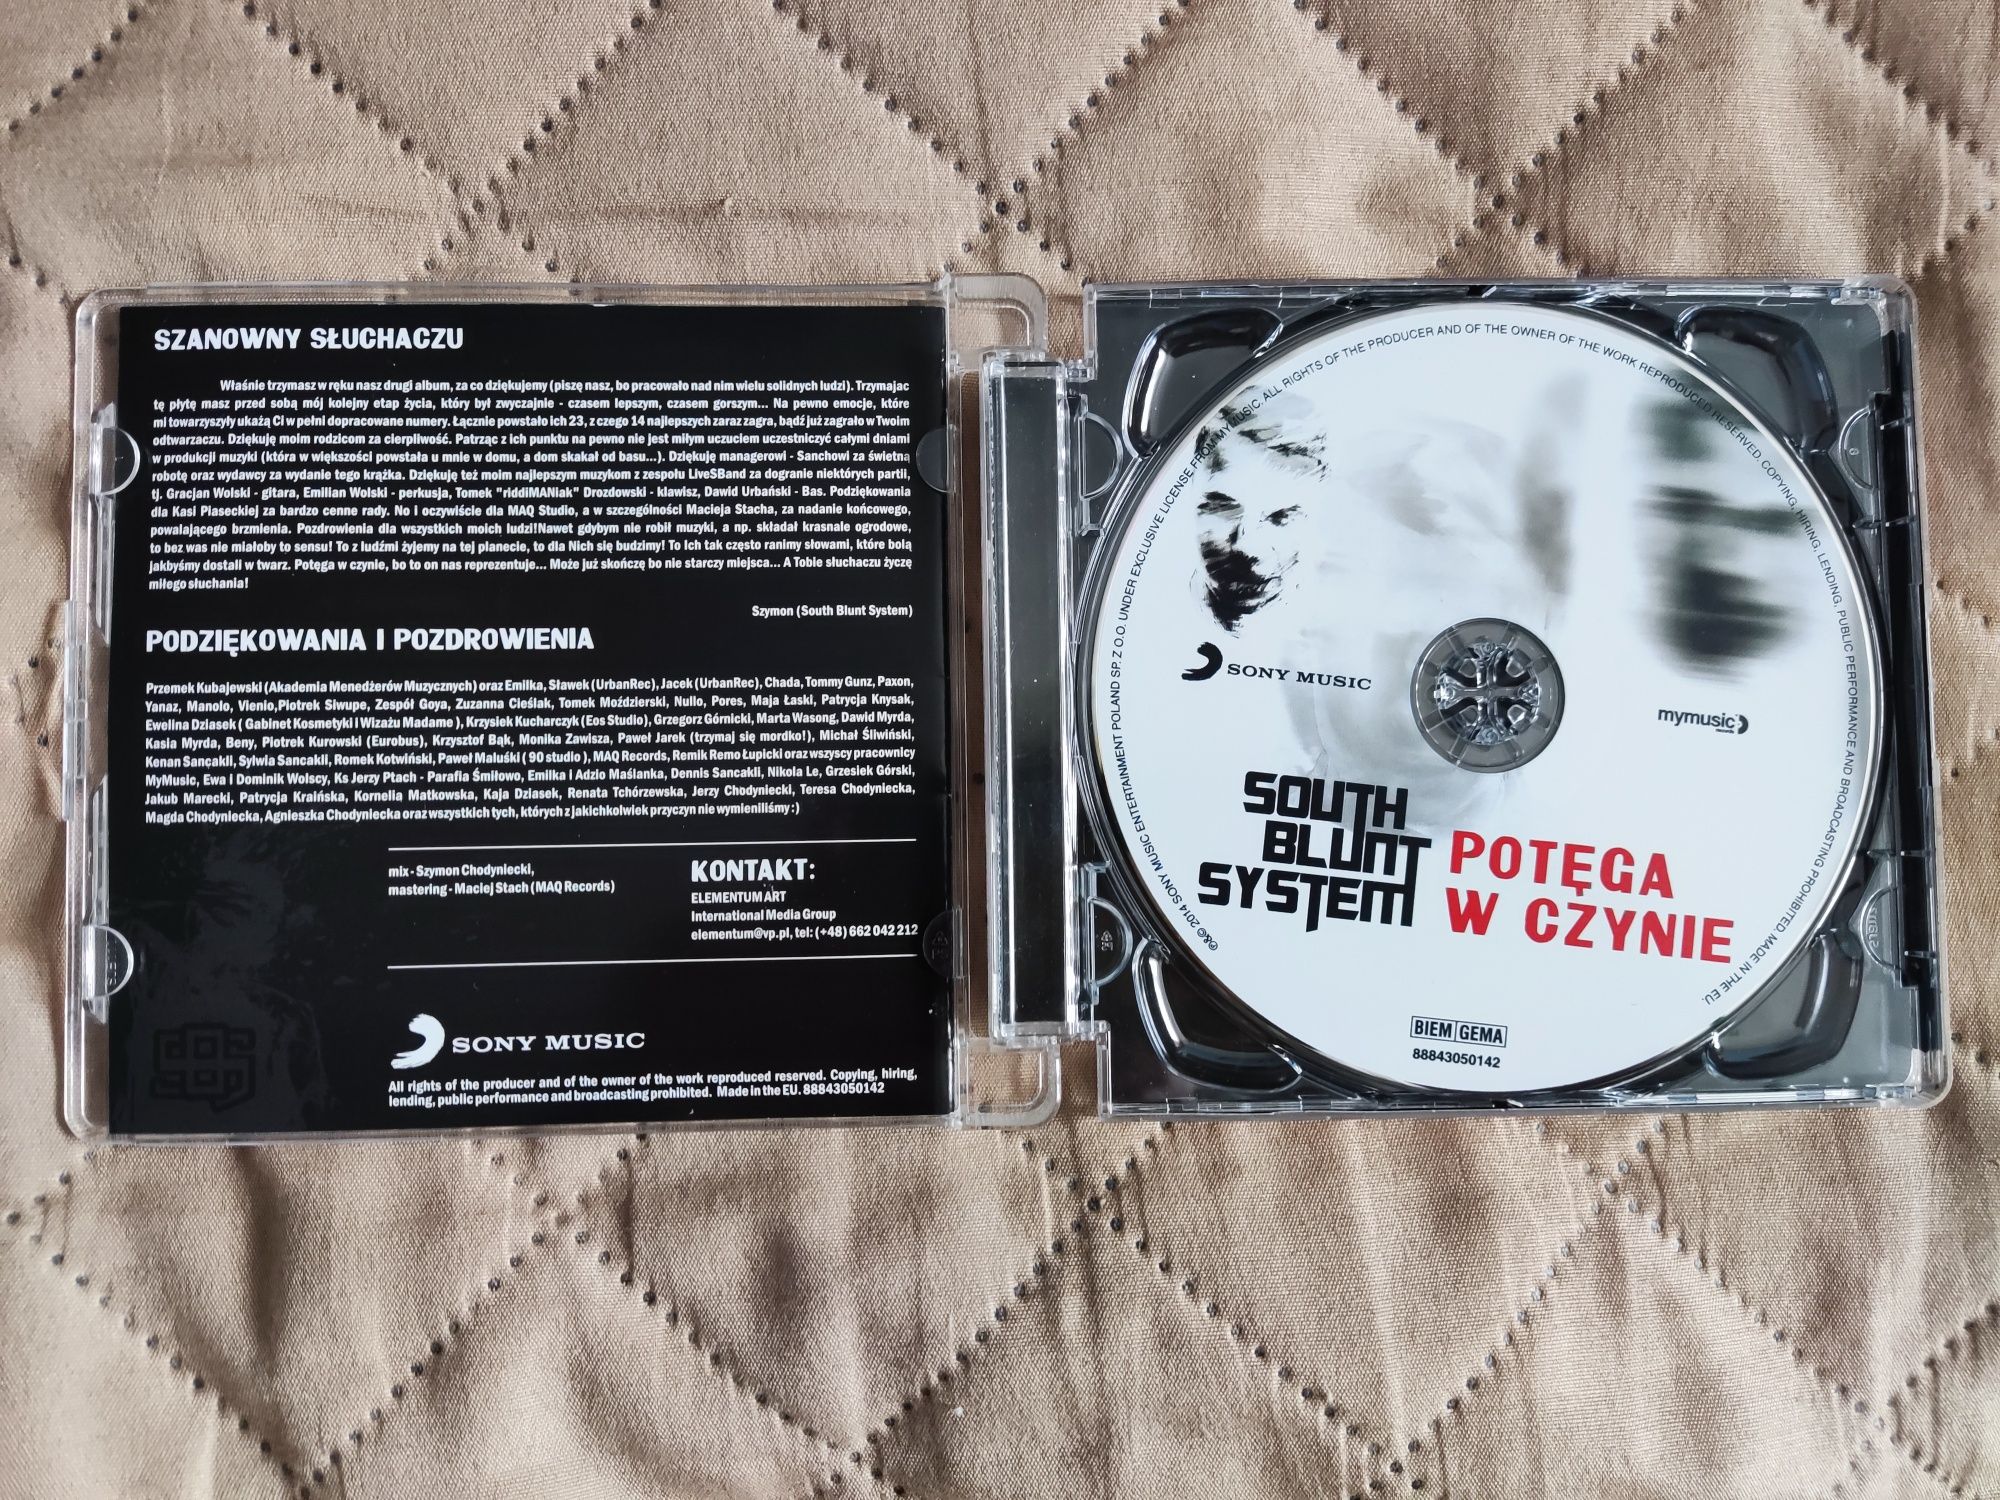 SZANOWNY SŁUCHACZU
Właśnie trzymasz w ręku nasz drugi album, za co dziękujemy (piszę nasz, bo pracowało nad nim wielu solidnych ludzi). Trzymajac
tę płytę masz przed sobą mój kolejny etap życia, który był zwyczajnie - czasem lepszym, czasem gorszym... Na pewno emocje, które
mi towarzyszyły ukażą Ci w pełni dopracowane numery. Łącznie powstało ich 23, z czego 14 najlepszych zaraz zagra, bądź już zagrało w Twoim
odtwarzaczu. Dziękuję moim rodzicom za cierpliwość. Patrząc z ich punktu na pewno nie jest miłym uczuciem uczestniczyć całymi dniami
w produkcji muzyki (która w większości powstała u mnie w domu, a dom skakał od basu...). Dziękuję managerowi - Sanchowi za świetną
robotę oraz wydawcy za wydanie tego krążka. Dziękuję też moim najlepszym muzykom z zespołu LiveSBand za dogranie niektórych partii,
tj. Gracjan Wolski - gitara, Emilian Wolski - perkusja, Tomek "riddiMANiak" Drozdowski - klawisz, Dawid Urbański - Bas. Podziękowania
dla Kasi Piaseckiej za bardzo cenne rady. No i oczywiście dla MAQ Studio, a w szczególności Macieja Stacha, za nadanie końcowego,
powalającego brzmienia. Pozdrowienia dla wszystkich moich ludzi!Nawet gdybym nie robił muzyki, a np. składał krasnale ogrodowe,
to bez was nie miałoby to sensu! To z ludźmi żyjemy na tej planecie, to dla Nich się budzimy! To Ich tak często ranimy słowami, które bolą
jakbyśmy dostali w twarz. Potęga w czynie, bo to on nas reprezentuje... Może już skończę bo nie starczy miejsca... A Tobie słuchaczu życzę
miłego słuchania!
Szymon (South Blunt System)
PODZIĘKOWANIA I POZDROWIENIA
Przemek Kubajewski (Akademia Menedżerów Muzycznych) oraz Emilka, Sławek (UrbanRec), Jacek (UrbanRec), Chada, Tommy Gunz, Paxon,
Yanaz, Manolo, Vienio,Piotrek Siwupe, Zespół Goya, Zuzanna Cieślak, Tomek Moździerski, Nullo, Pores, Maja Łaski, Patrycja Knysak,
Ewelina Dziasek ( Gabinet Kosmetyki i Wizażu Madame ), Krzysiek Kucharczyk (Eos Studio), Grzegorz Górnicki, Marta Wasong, Dawid Myrda,
Kasia Myrda, Beny, Piotrek Kurowski (Eurobus), Krzysztof Bąk, Monika Zawisza, Paweł Jarek (trzymaj się mordko!), Michał Śliwiński,
Kenan Sancakli, Sylwia Sancakli, Romek Kotwiński, Paweł Maluśki ( 90 studio ), MAQ Records, Remik Remo Łupicki oraz wszyscy pracownicy
MyMusic, Ewa i Dominik Wolscy, Ks Jerzy Ptach - Parafia Śmiłowo, Emilka i Adzio Maślanka, Dennis Sancakli, Nikola Le, Grzesiek Górski,
Jakub Marecki, Patrycja Kraińska, Kornelia Matkowska, Kaja Dziasek, Renata Tchórzewska, Jerzy Chodyniecki, Teresa Chodyniecka,
Magda Chodyniecka, Agnieszka Chodyniecka oraz wszystkich tych, których z jakichkolwiek przyczyn nie wymieniliśmy :)
mix - Szymon Chodyniecki,
mastering - Maciej Stach (MAQ Records)
KONTAKT:
ELEMENTUM ART
International Media Group
elementum@vp.pl, tel: (+48) 662 042 212
SONY MUSIC
All rights of the producer and of the owner of the work reproduced reserved. Copying, hiring,
lending, public performance and broadcasting prohibited. Made in the EU. 88843050142
℗&© 2014 SONY MUSIC ENTERTAINMENT POLAND SP. Z O.O. UNDER EXCLUSIVE LICENSE FROM MY MUSIC. ALL RIGHTS OF THE PRODUCER AND OF THE OWNER OF THE WORK REPRODUCED RESERVED. COPYING, HIRING, LENDING, PUBLIC PERFORMANCE AND BROADCASTING PROHIBITED. MADE IN THE EU.
SONY MUSIC
mymusic
records
SOUTH
BLUNT
SYSTEM
POTĘGA
W CZYNIE
BIEM GEMA
88843050142